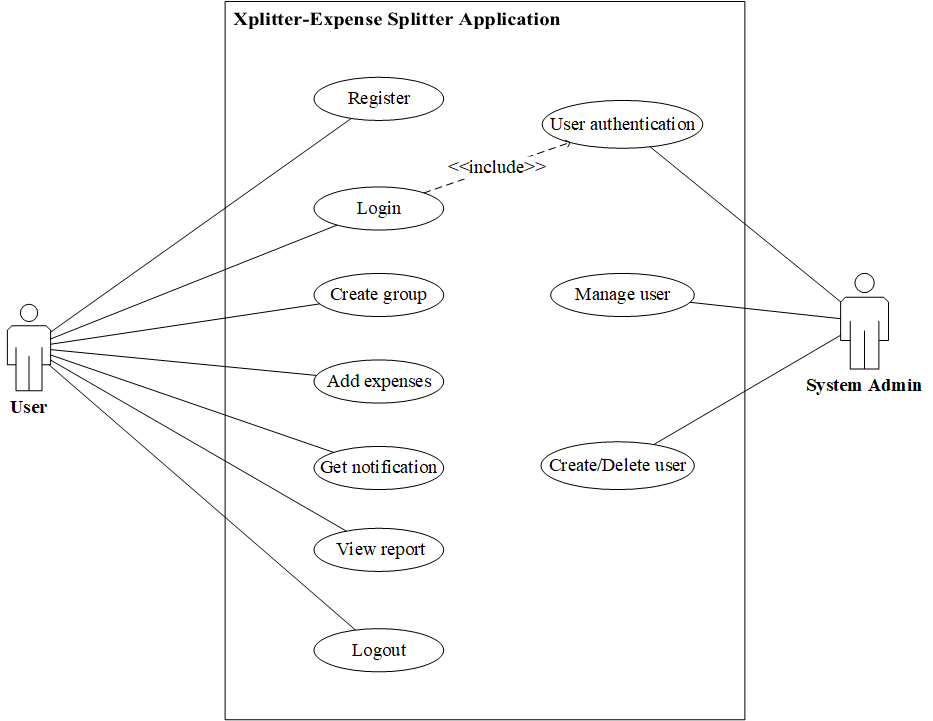 Xplitter-Expense Splitter Application
Register
User authentication
<<include>>
Login
Create group
Manage user
Add expenses
System Admin
User
Get notification
Create/Delete user
View report
Logout